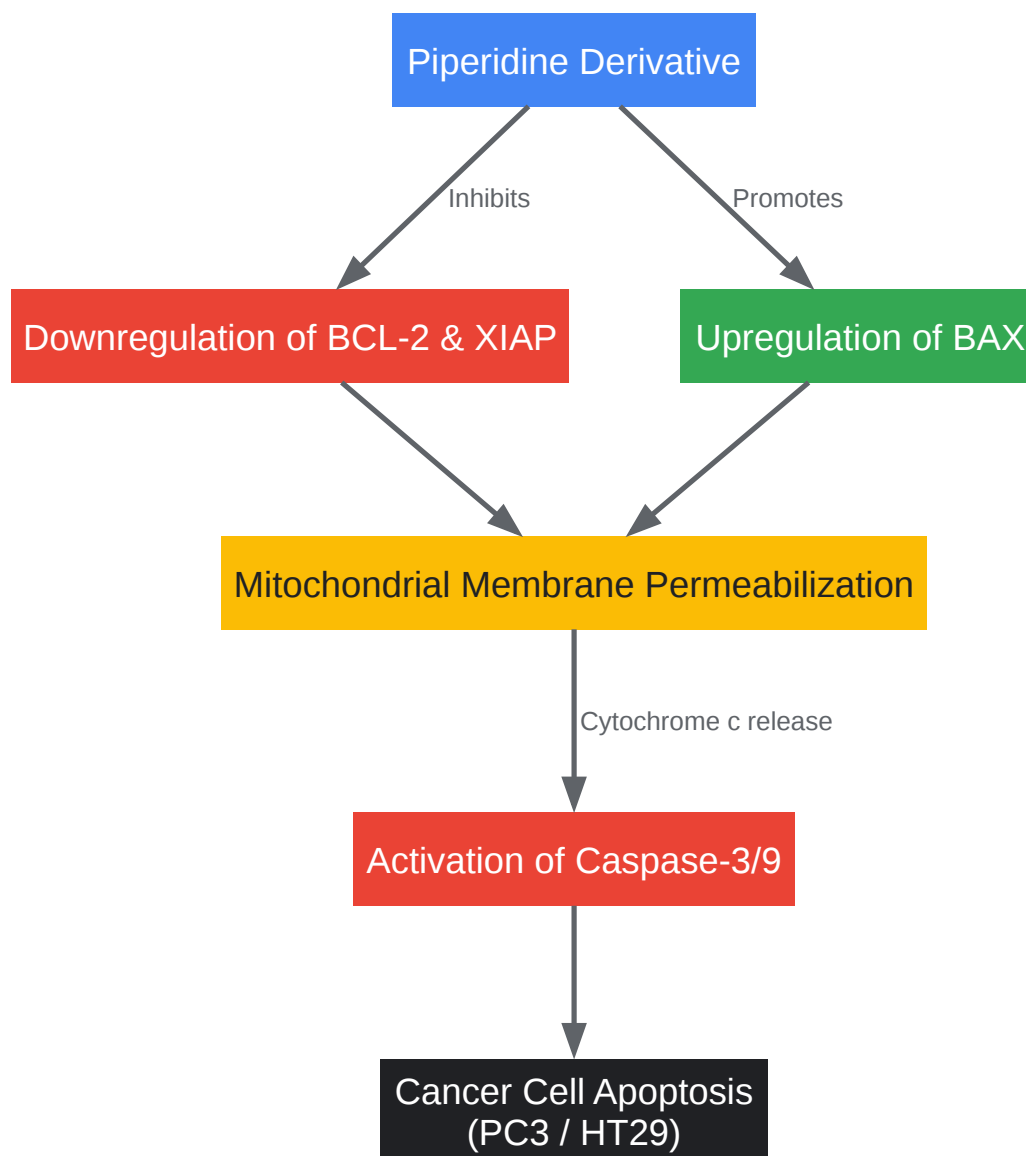 Piperidine Derivative
Inhibits
Promotes
Downregulation of BCL-2 & XIAP
Upregulation of BAX
Mitochondrial Membrane Permeabilization
Cytochrome c release
Activation of Caspase-3/9
Cancer Cell Apoptosis
(PC3 / HT29)